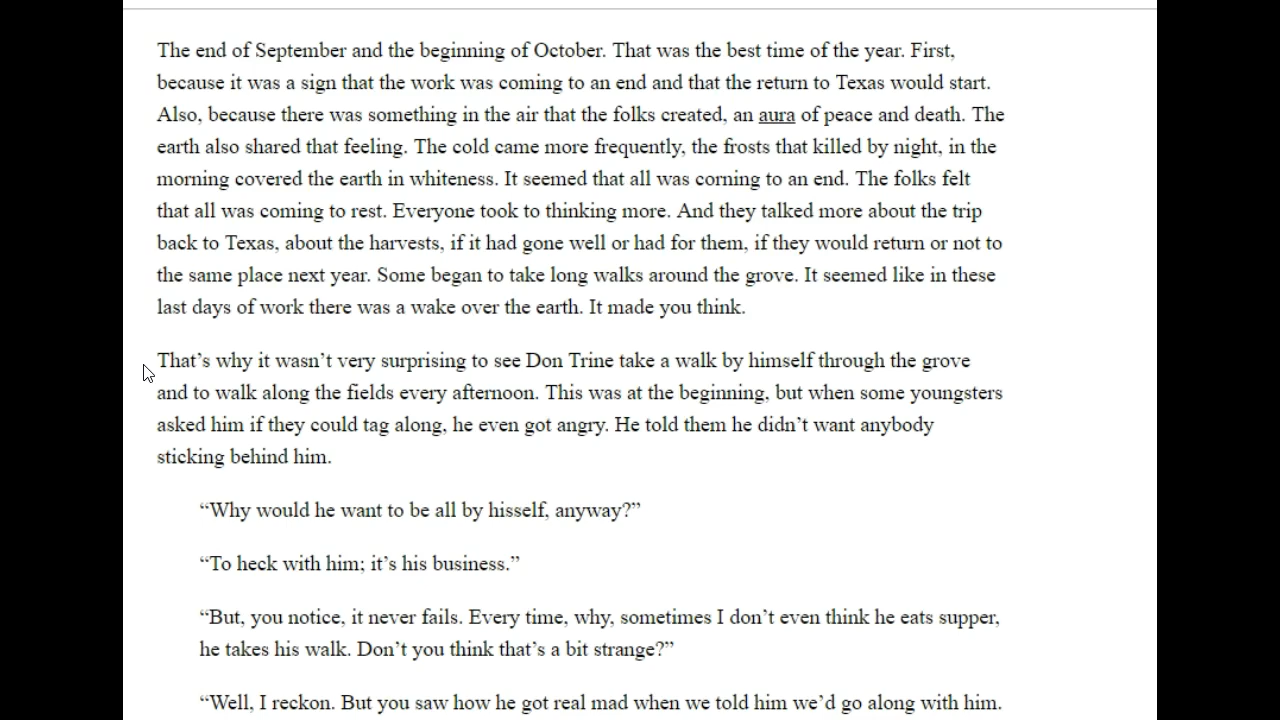 The end of September and the beginning of October. That was the best time of the year. First,
because it was a sign that the work was coming to an end and that the return to Texas would start.
Also, because there was something in the air that the folks created, an aura of peace and death. The
earth also shared that feeling. The cold came more frequently, the frosts that killed by night, in the
morning covered the earth in whiteness. It seemed that all was corning to an end. The folks felt
that all was coming to rest. Everyone took to thinking more. And they talked more about the trip
back to Texas, about the harvests, if it had gone well or had for them, if they would return or not to
the same place next year. Some began to take long walks around the grove. It seemed like in these
last days of work there was a wake over the earth. It made you think.
That’s why it wasn’t very surprising to see Don Trine take a walk by himself through the grove
and to walk along the fields every afternoon. This was at the beginning, but when some youngsters
asked him if they could tag along, he even got angry. He told them he didn’t want anybody
sticking behind him.
“Why would he want to be all by hisself, anyway?”
“To heck with him; it’s his business.”
“But, you notice, it never fails. Every time, why, sometimes I don’t even think he eats supper,
he takes his walk. Don’t you think that’s a bit strange?”
“Well, I reckon. But you saw how he got real mad when we told him we’d go along with him.